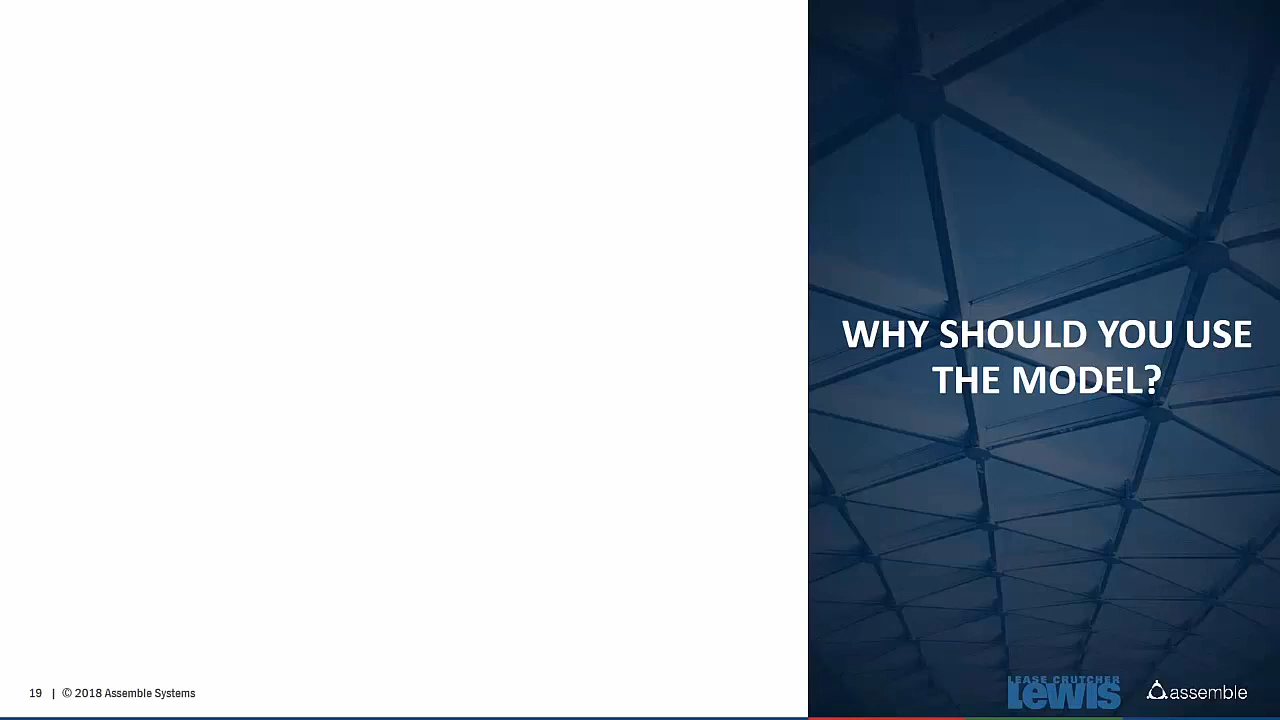 WHY SHOULD YOU USE
THE MODEL?
19 | © 2018 Assemble Systems
LEASE CRUTCHER
Lewis
assemble